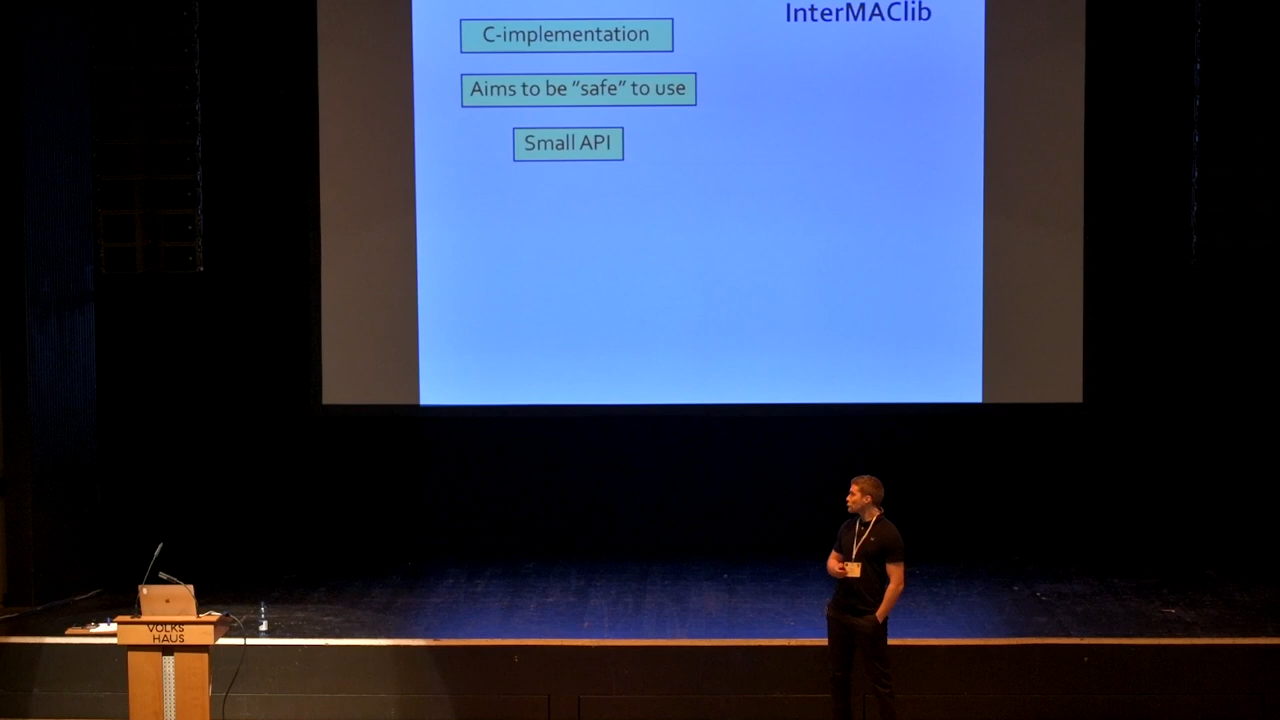 InterMAClib
C-implementation
Aims to be “safe” to use
Small API
VOLKS
HAUS